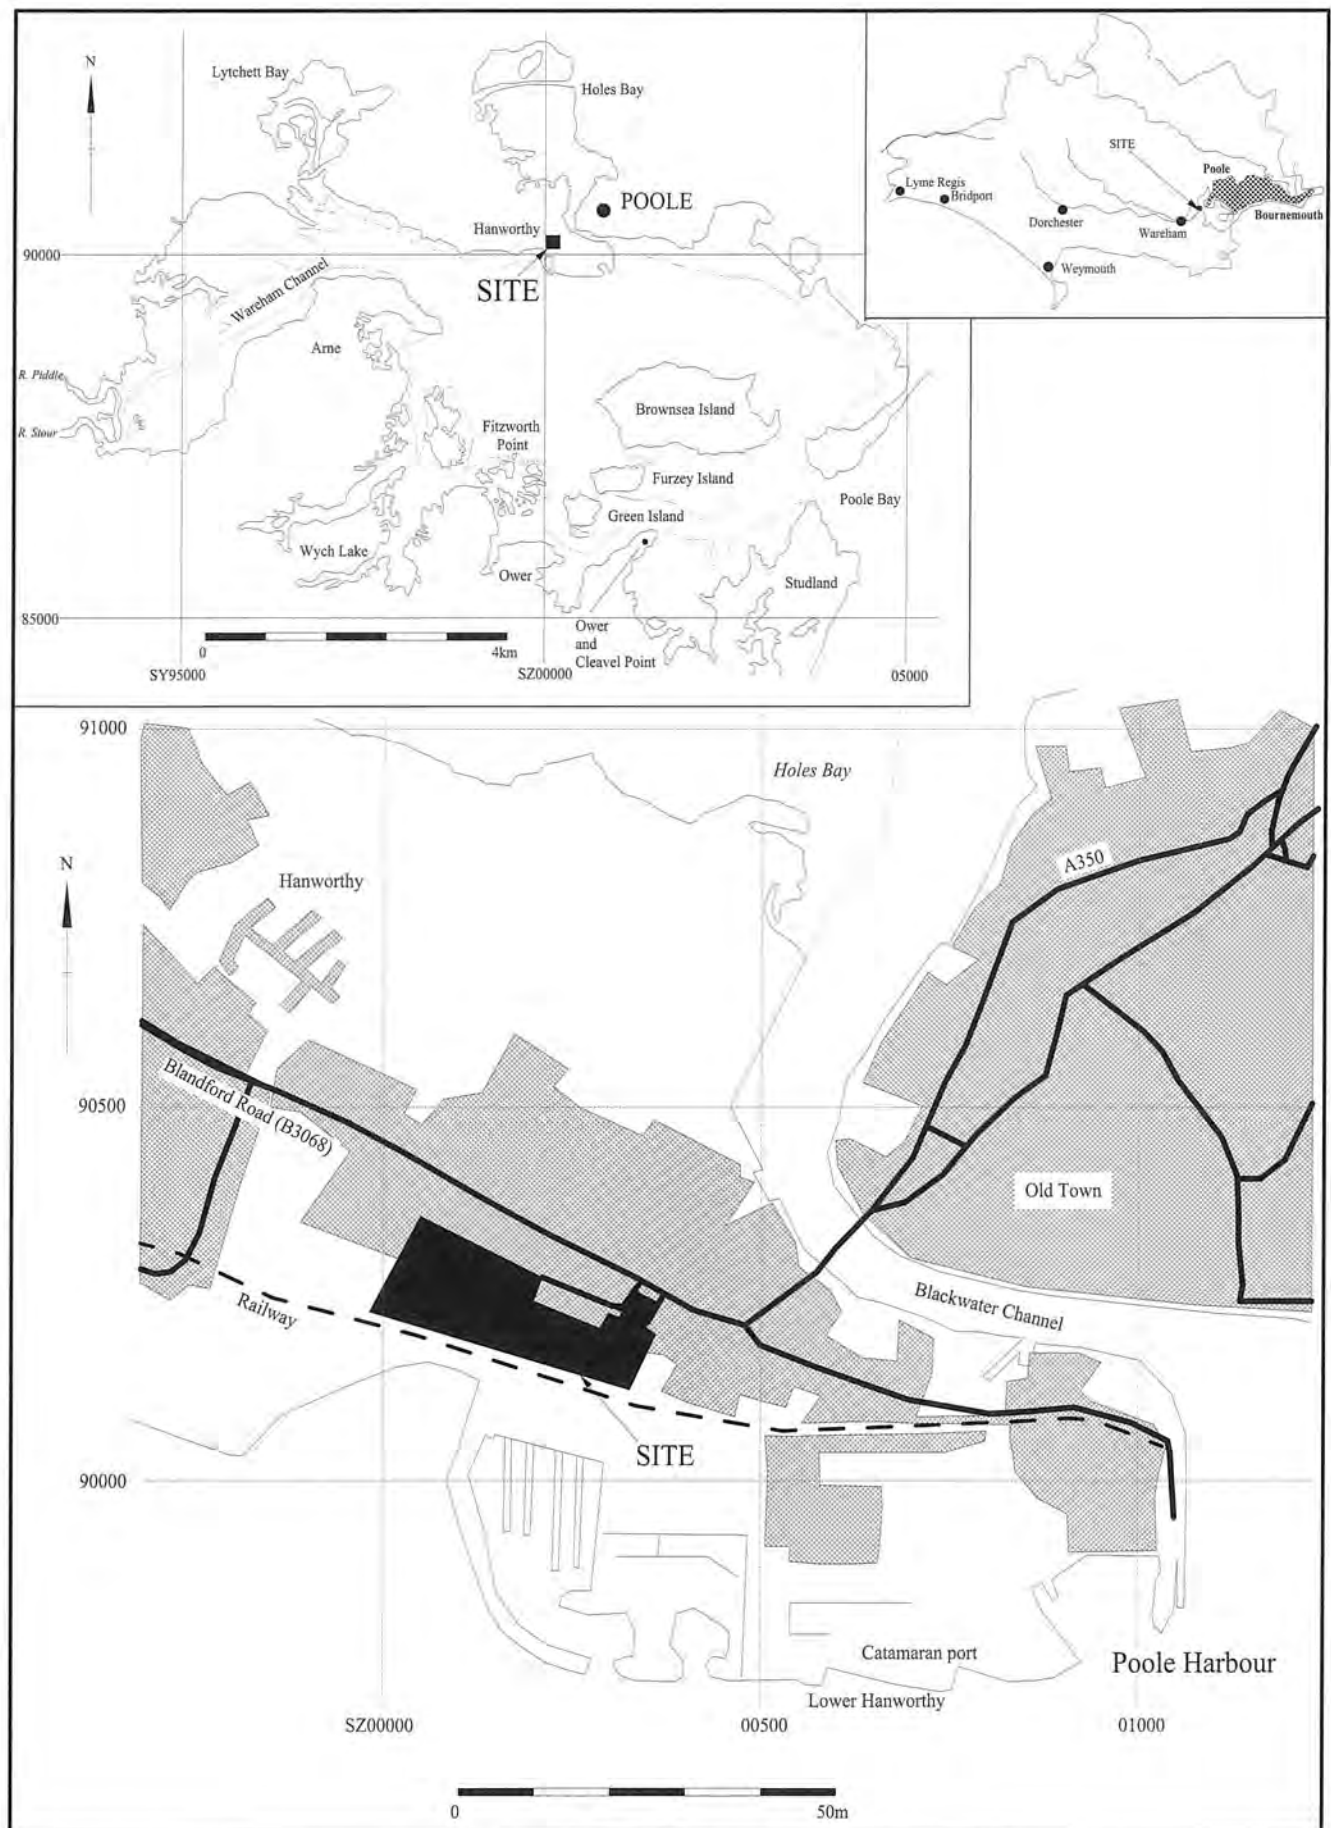 N
Lytchett Bay
Holes Bay
POOLE
Hanworthy
90000
SITE
Wareham Channel
Arne
R. Piddle
R. Stour
Brownsea Island
Fitzworth
Point
Furzey Island
Poole Bay
Green Island
Wych Lake
Ower
Studland
85000
0
4km
Ower
and
Cleavel Point
SY95000
SZ00000
05000
SITE
Poole
Lyme Regis
Bridport
Dorchester
Wareham
Bournemouth
Weymouth
91000
Holes Bay
N
A350
Hanworthy
90500
Blandford Road (B3068)
Old Town
Railway
Blackwater Channel
SITE
90000
Catamaran port
Poole Harbour
Lower Hanworthy
SZ00000
00500
01000
0
50m